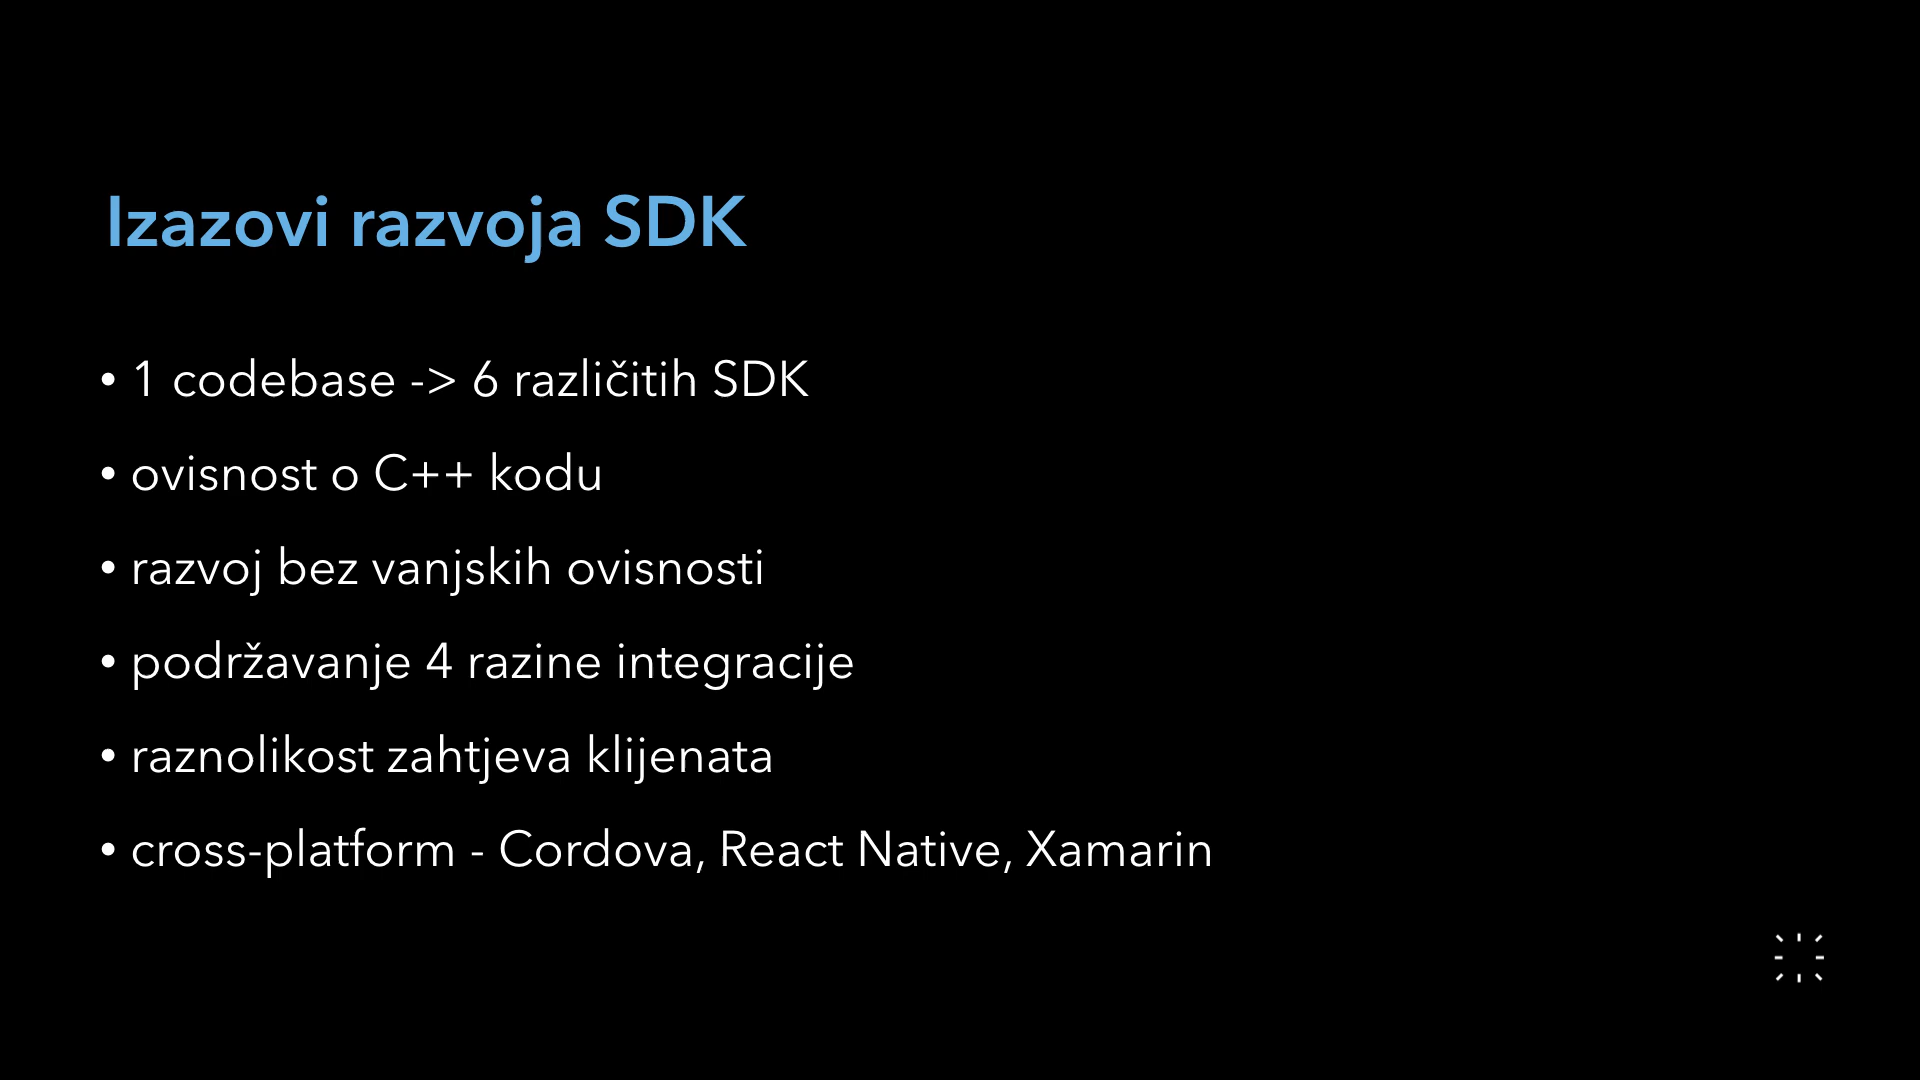 Izazovi razvoja SDK
• 1 codebase -> 6 različitih SDK
• ovisnost o C++ kodu
• razvoj bez vanjskih ovisnosti
• podržavanje 4 razine integracije
• raznolikost zahtjeva klijenata
• cross-platform - Cordova, React Native, Xamarin